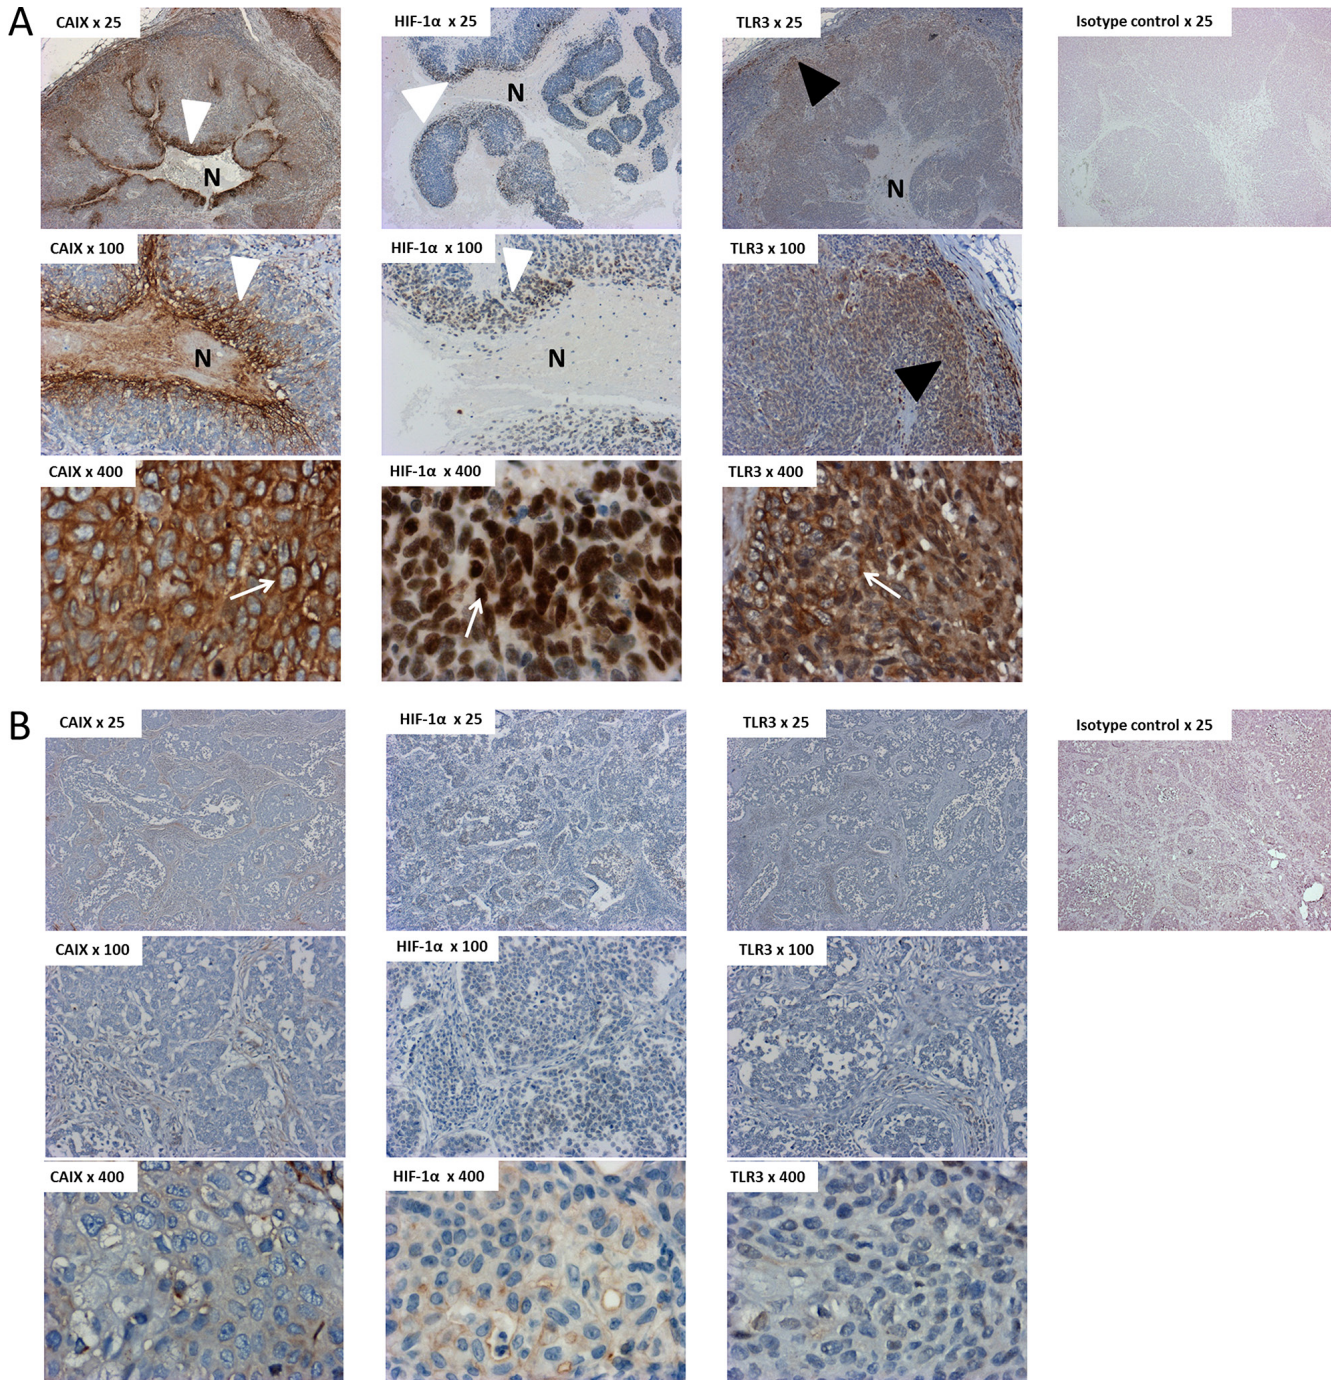 A
CAIX x 25
HIF-1α x 25
TLR3 x 25
Isotype control x 25
N
N
N
CAIX x 100
HIF-1α x 100
TLR3 x 100
N
N
CAIX x 400
HIF-1α x 400
TLR3 x 400
B
CAIX x 25
HIF-1α x 25
TLR3 x 25
Isotype control x 25
CAIX x 100
HIF-1α x 100
TLR3 x 100
CAIX x 400
HIF-1α x 400
TLR3 x 400